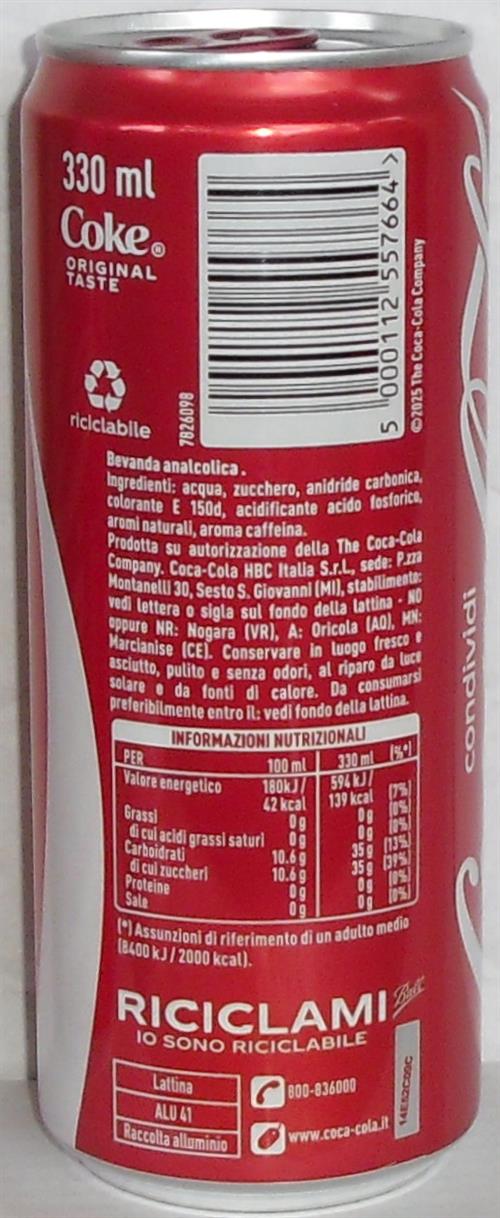 330 ml
Coke®
ORIGINAL
TASTE
riciclabile
7826098
5 000112 557664 >
©2025 The Coca-Cola Company
Bevanda analcolica.
Ingredienti: acqua, zucchero, anidride carbonica,
colorante E 150d, acidificante acido fosforico,
aromi naturali, aroma caffeina.
Prodotta su autorizzazione della The Coca-Cola
Company. Coca-Cola HBC Italia S.r.L, sede: P.zza
Montanelli 30, Sesto S. Giovanni (MI), stabilimento:
vedi lettera o sigla sul fondo della lattina - NO
oppure NR: Nogara (VR), A: Oricola (AQ), MN:
Marcianise (CE). Conservare in luogo fresco e
asciutto, pulito e senza odori, al riparo da luce
solare e da fonti di calore. Da consumarsi
preferibilmente entro il: vedi fondo della lattina.
INFORMAZIONI NUTRIZIONALI
PER 100 ml 330 ml (%*)
Valore energetico 180kJ/ 594 kJ/
42 kcal 139 kcal (7%)
Grassi 0g 0g (0%)
di cui acidi grassi saturi 0g 0g (0%)
Carboidrati 10.6g 35g (13%)
di cui zuccheri 10.6g 35g (39%)
Proteine 0g 0g (0%)
Sale 0g 0g (0%)
(*) Assunzioni di riferimento di un adulto medio
(8400 kJ / 2000 kcal).
RICICLAMI
IO SONO RICICLABILE
Ball
Lattina
ALU 41
Raccolta alluminio
800-836000
www.coca-cola.it
condividi